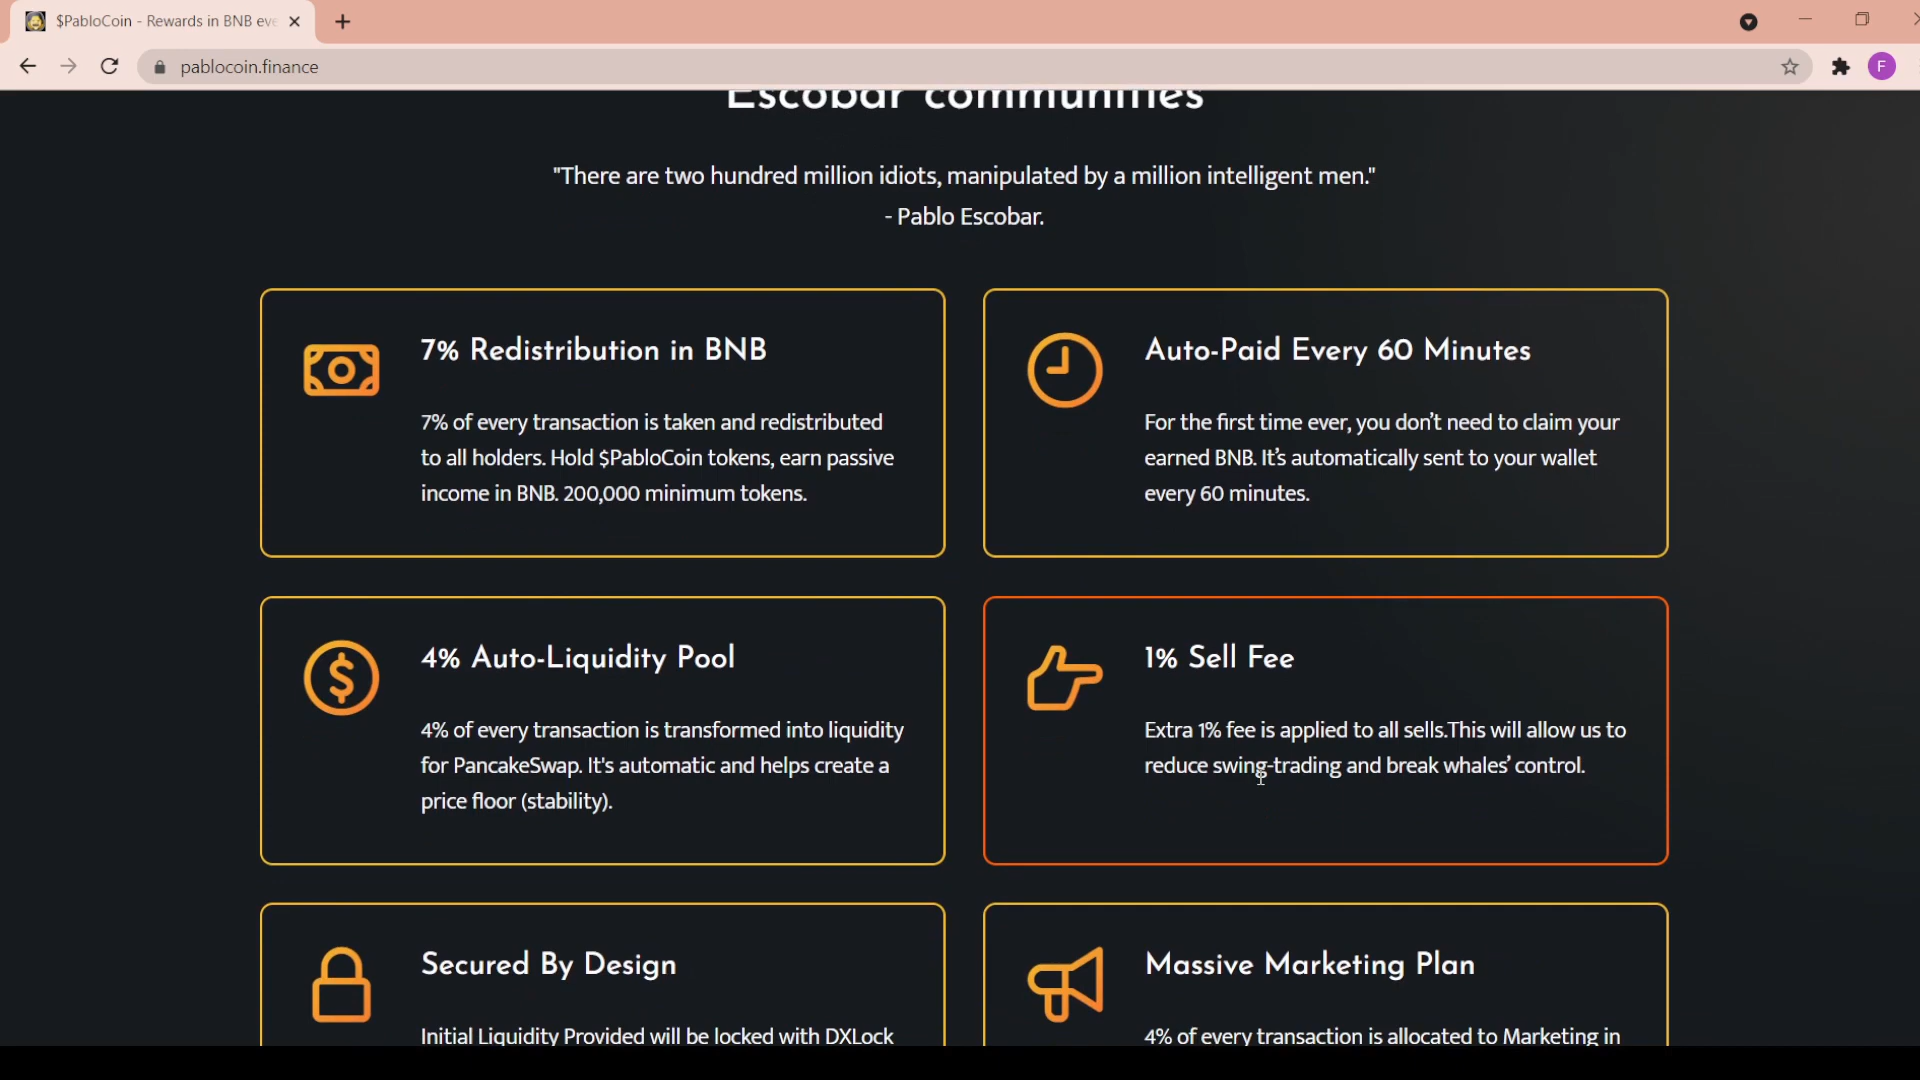 $PabloCoin - Rewards in BNB eve
pablocoin.finance
F
Escobar communities
"There are two hundred million idiots, manipulated by a million intelligent men."
- Pablo Escobar.
7% Redistribution in BNB
7% of every transaction is taken and redistributed
to all holders. Hold $PabloCoin tokens, earn passive
income in BNB. 200,000 minimum tokens.
Auto-Paid Every 60 Minutes
For the first time ever, you don’t need to claim your
earned BNB. It’s automatically sent to your wallet
every 60 minutes.
4% Auto-Liquidity Pool
4% of every transaction is transformed into liquidity
for PancakeSwap. It's automatic and helps create a
price floor (stability).
1% Sell Fee
Extra 1% fee is applied to all sells.This will allow us to
reduce swing-trading and break whales’ control.
Secured By Design
Initial Liquidity Provided will be locked with DXLock
Massive Marketing Plan
4% of every transaction is allocated to Marketing in